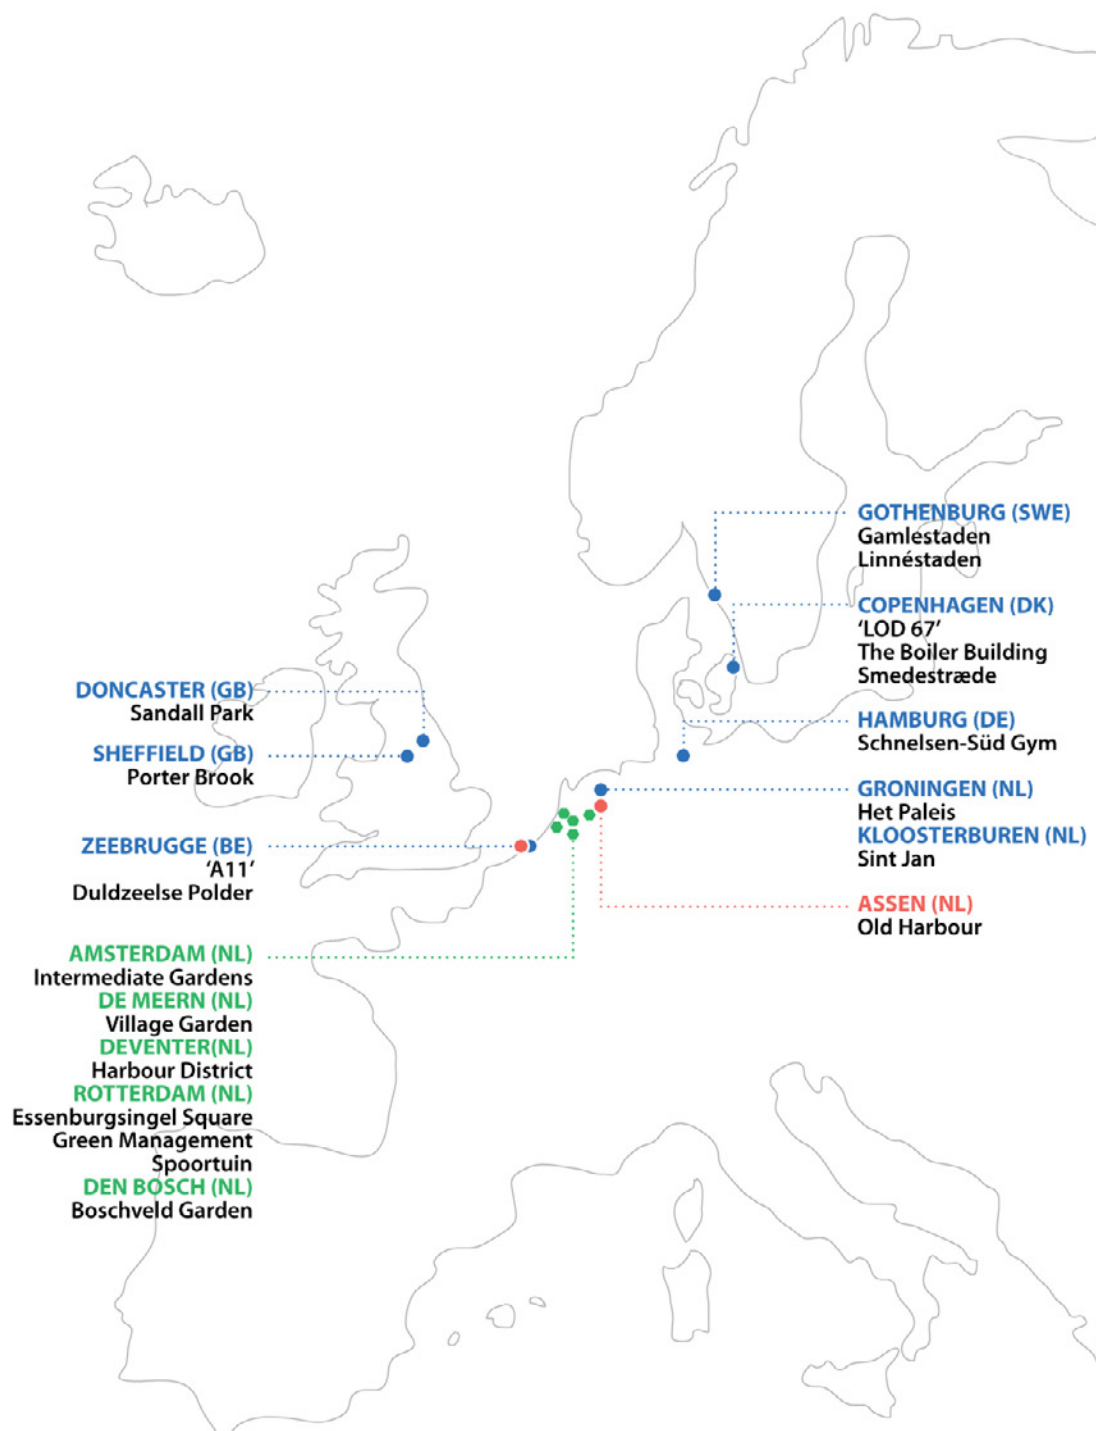 GOTHENBURG (SWE)
Gamlestaden
Linnéstaden
COPENHAGEN (DK)
‘LOD 67’
The Boiler Building
Smedestræde
HAMBURG (DE)
Schnelsen-Süd Gym
GRONINGEN (NL)
Het Paleis
KLOOSTERBUREN (NL)
Sint Jan
ASSEN (NL)
Old Harbour
DONCASTER (GB)
Sandall Park
SHEFFIELD (GB)
Porter Brook
ZEEBRUGGE (BE)
‘A11’
Duldzeelse Polder
AMSTERDAM (NL)
Intermediate Gardens
DE MEERN (NL)
Village Garden
DEVENTER(NL)
Harbour District
ROTTERDAM (NL)
Essenburgsingel Square
Green Management
Spoortuin
DEN BOSCH (NL)
Boschveld Garden